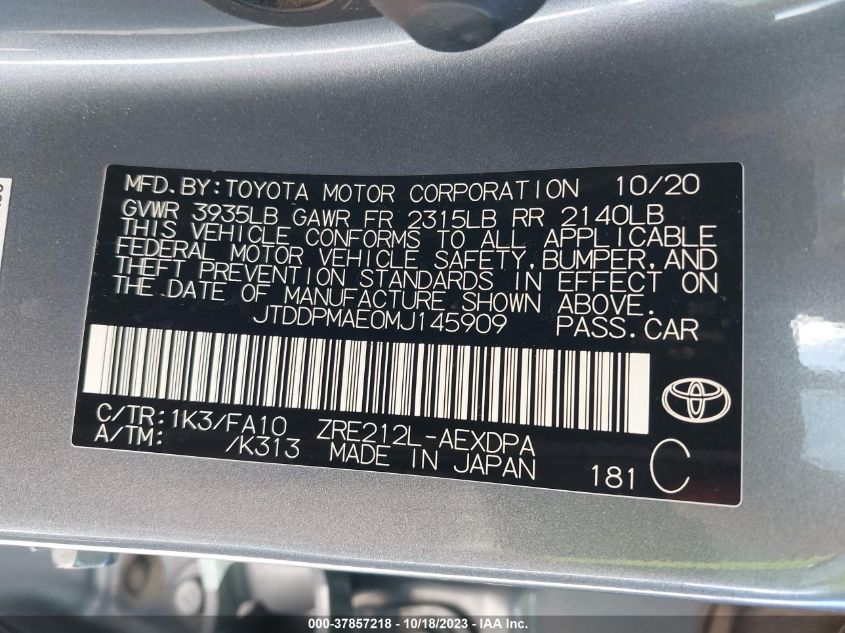 MFD.BY:TOYOTA MOTOR CORPORATION 10/20
GVWR 3935LB GAWR FR 2315LB RR 2140LB
THIS VEHICLE CONFORMS TO ALL APPLICABLE
FEDERAL MOTOR VEHICLE SAFETY,BUMPER,AND
THEFT PREVENTION STANDARDS IN EFFECT ON
THE DATE OF MANUFACTURE SHOWN ABOVE.
JTDDPMAE0MJ145909 PASS.CAR
C/TR:1K3/FA10 ZRE212L-AEXDPA
A/TM: /K313 MADE IN JAPAN 181 C
000-37857218 - 10/18/2023 - IAA Inc.